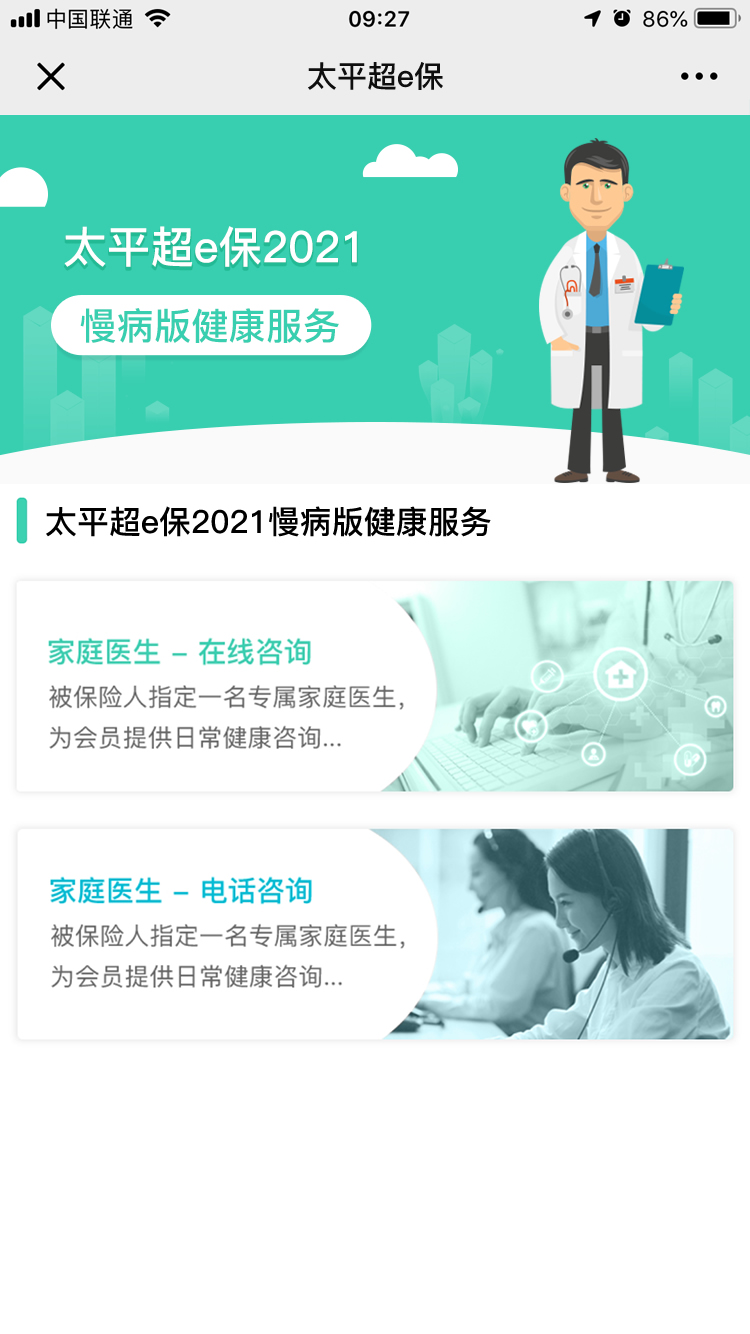 中国联通
09:27
86%
太平超e保
太平超e保2021
慢病版健康服务
太平超e保2021慢病版健康服务
家庭医生 – 在线咨询
被保险人指定一名专属家庭医生，
为会员提供日常健康咨询...
家庭医生 – 电话咨询
被保险人指定一名专属家庭医生，
为会员提供日常健康咨询...